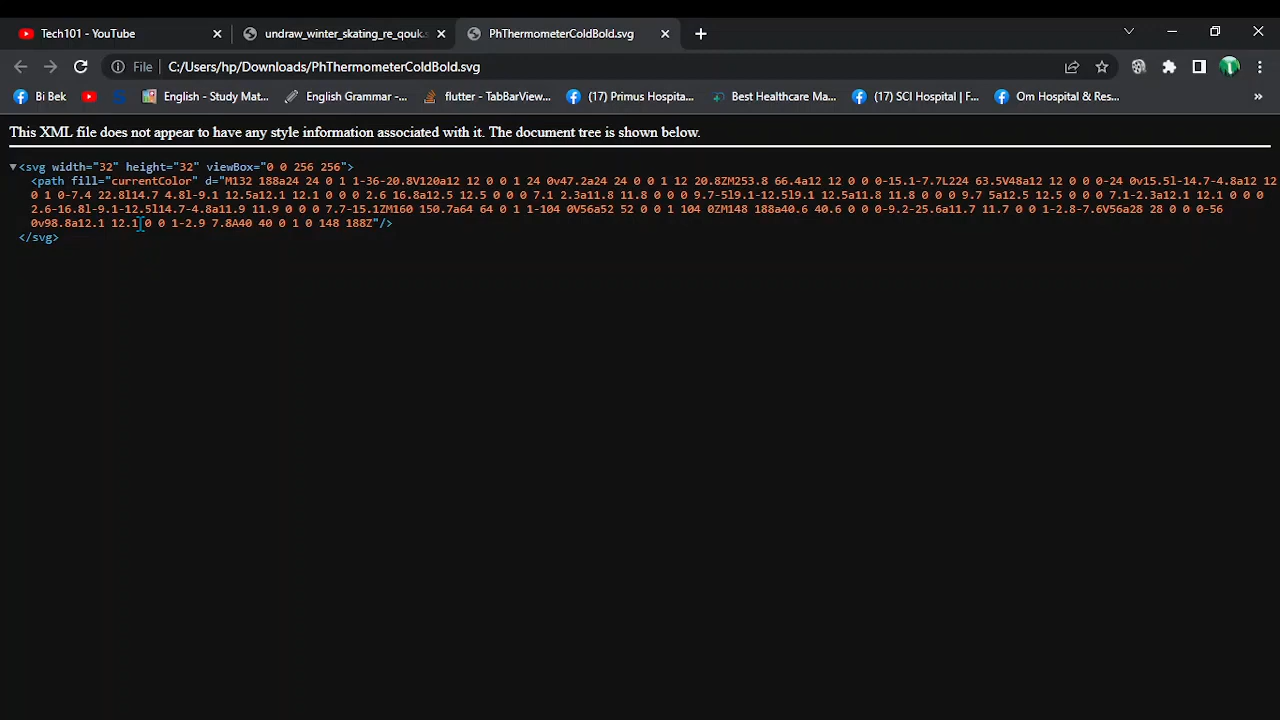 Tech101 - YouTube
undraw_winter_skating_re_qouk.s
PhThermometerColdBold.svg
File
C:/Users/hp/Downloads/PhThermometerColdBold.svg
Bi Bek
English - Study Mat...
English Grammar -...
flutter - TabBarView...
(17) Primus Hospita...
Best Healthcare Ma...
(17) SCI Hospital | F...
Om Hospital & Res...
»
This XML file does not appear to have any style information associated with it. The document tree is shown below.
<svg width="32" height="32" viewBox="0 0 256 256">
<path fill="currentColor" d="M132 188a24 24 0 1 1-36-20.8V120a12 12 0 0 1 24 0v47.2a24 24 0 0 1 12 20.8ZM253.8 66.4a12 12 0 0 0-15.1-7.7L224 63.5V48a12 12 0 0 0-24 0v15.5l-14.7-4.8a12 12
0 1 0-7.4 22.8l14.7 4.8l-9.1 12.5a12.1 12.1 0 0 0 2.6 16.8a12.5 12.5 0 0 0 7.1 2.3a11.8 11.8 0 0 0 9.7-5l9.1-12.5l9.1 12.5a11.8 11.8 0 0 0 9.7 5a12.5 12.5 0 0 0 7.1-2.3a12.1 12.1 0 0 0
2.6-16.8l-9.1-12.5l14.7-4.8a11.9 11.9 0 0 0 7.7-15.1ZM160 150.7a64 64 0 1 1-104 0V56a52 52 0 0 1 104 0ZM148 188a40.6 40.6 0 0 0-9.2-25.6a11.7 11.7 0 0 1-2.8-7.6V56a28 28 0 0 0-56
0v98.8a12.1 12.1 0 0 1-2.9 7.8A40 40 0 1 0 148 188Z"/>
</svg>